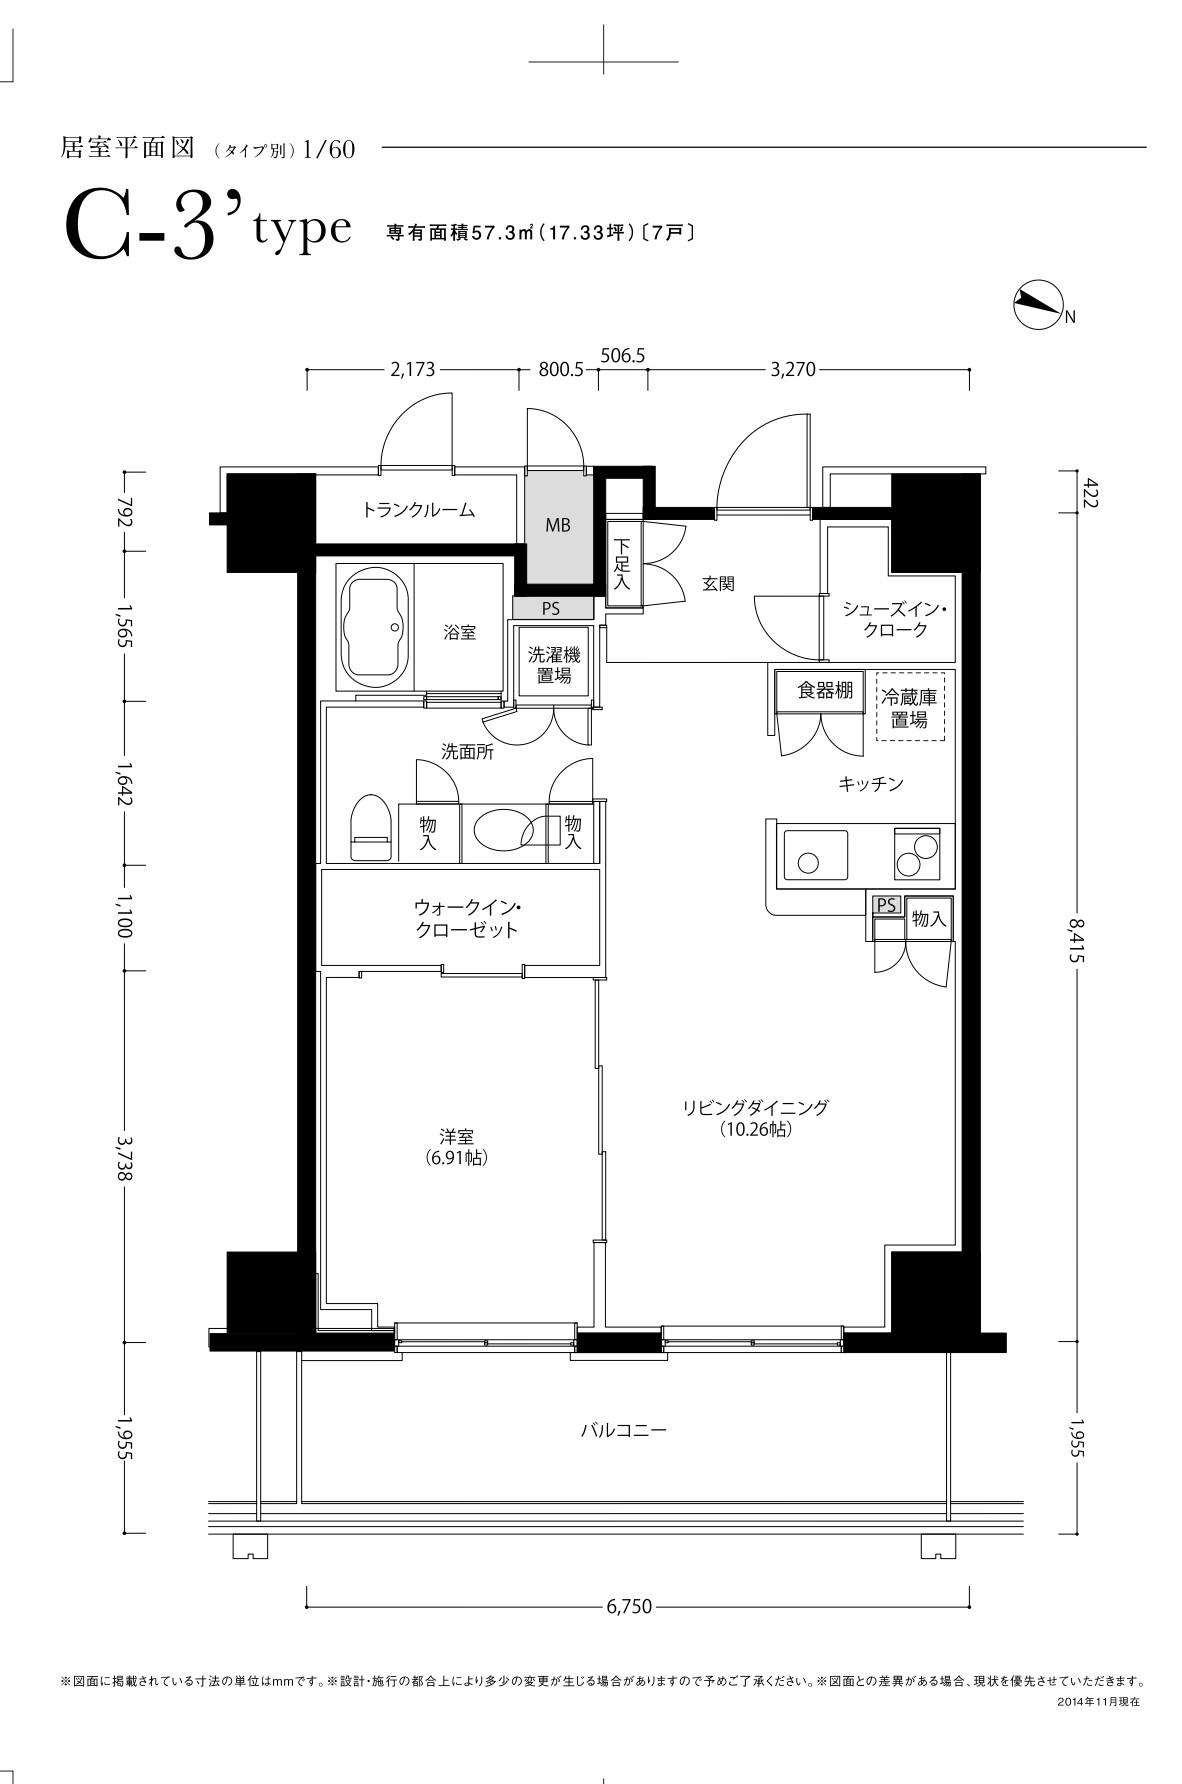 居室平面図 (タイプ別) 1/60
C-3’ type 専有面積57.3㎡(17.33坪)〔7戸〕
N
506.5
2,173 800.5 3,270
792
422
トランクルーム
MB
下足入
玄関
PS
シューズイン・
クローク
1,565
浴室
洗濯機
置場
食器棚
冷蔵庫
置場
洗面所
1,642
キッチン
物入
物入
PS
物入
1,100
ウォークイン・
クローゼット
8,415
リビングダイニング
(10.26帖)
3,738
洋室
(6.91帖)
バルコニー
1,955
1,955
6,750
※図面に掲載されている寸法の単位はmmです。※設計・施行の都合上により多少の変更が生じる場合がありますので予めご了承ください。※図面との差異がある場合、現状を優先させていただきます。
2014年11月現在